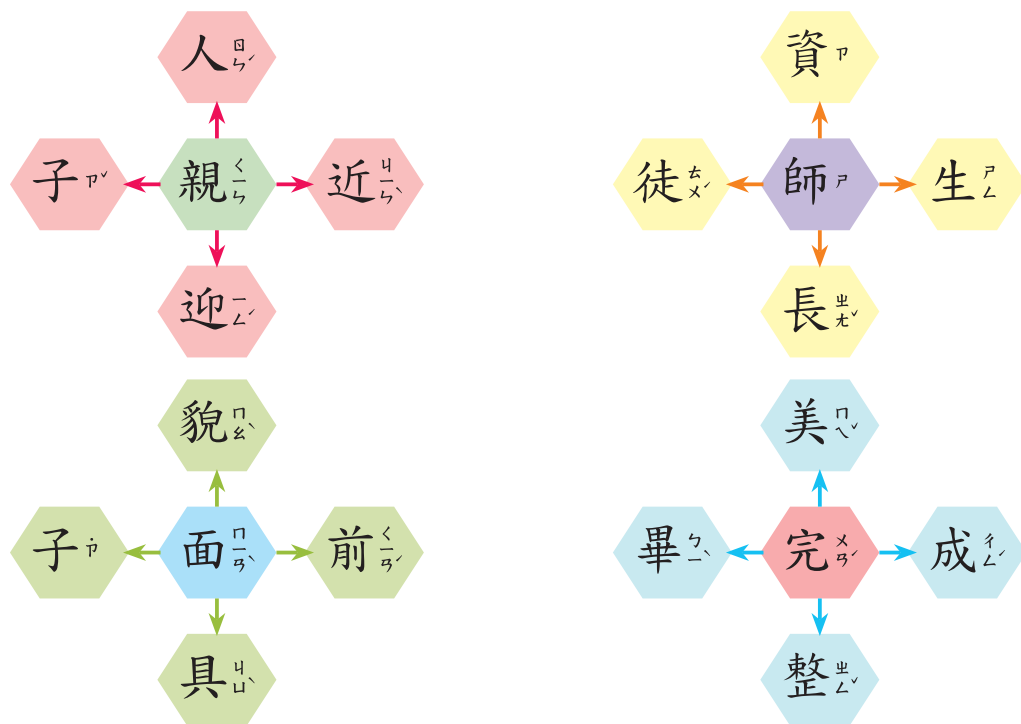 人ㄖㄣˊ
子ㄗˇ 親ㄑㄧㄣ 近ㄐㄧㄣˋ
迎ㄧㄥˊ
資ㄗ
徒ㄊㄨˊ 師ㄕ 生ㄕㄥ
長ㄓㄤˇ
貌ㄇㄠˋ
子˙ㄗ 面ㄇㄧㄢˋ 前ㄑㄧㄢˊ
具ㄐㄩˋ
美ㄇㄟˇ
畢ㄅㄧˋ 完ㄨㄢˊ 成ㄔㄥˊ
整ㄓㄥˇ